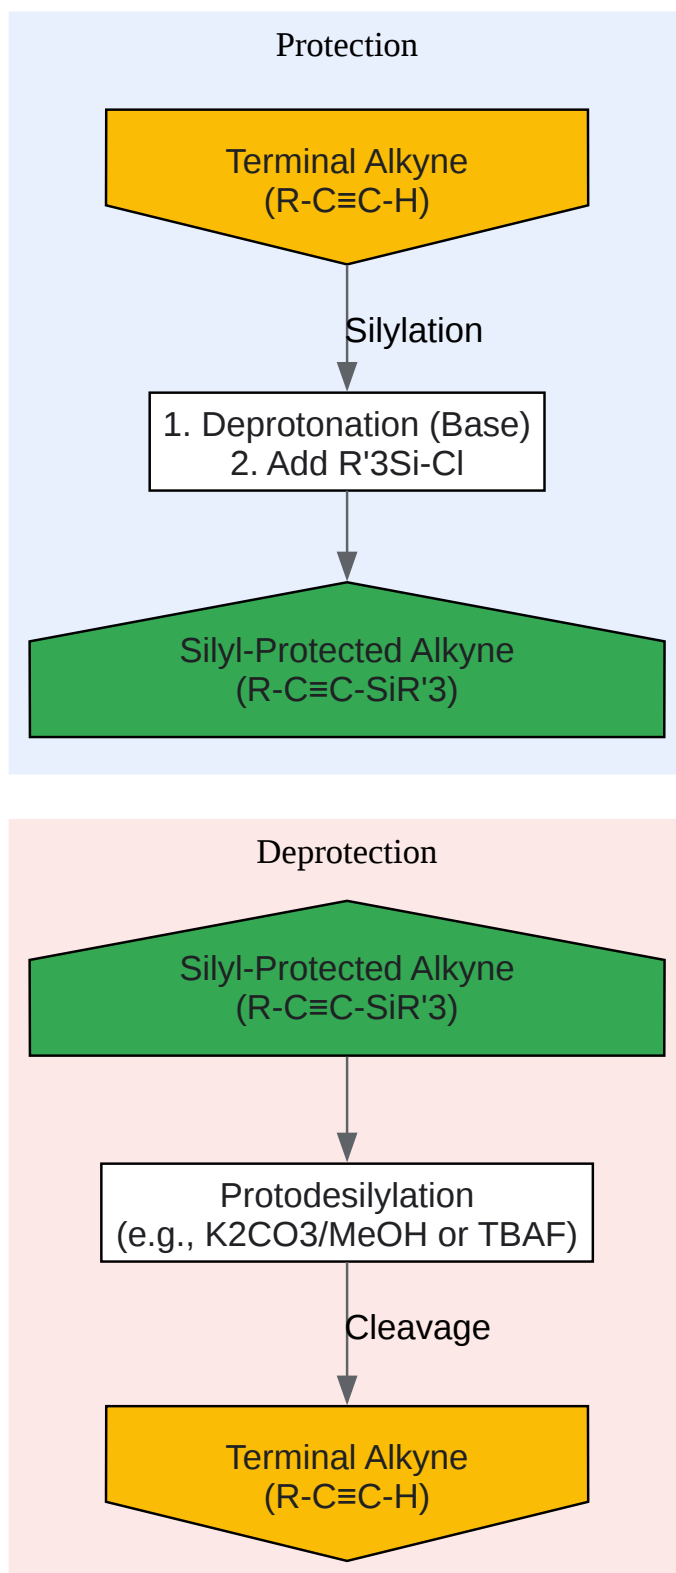 Protection
Terminal Alkyne
(R-C≡C-H)
Silylation
1. Deprotonation (Base)
2. Add R'3Si-Cl
Silyl-Protected Alkyne
(R-C≡C-SiR'3)
Deprotection
Silyl-Protected Alkyne
(R-C≡C-SiR'3)
Protodesilylation
(e.g., K2CO3/MeOH or TBAF)
Cleavage
Terminal Alkyne
(R-C≡C-H)